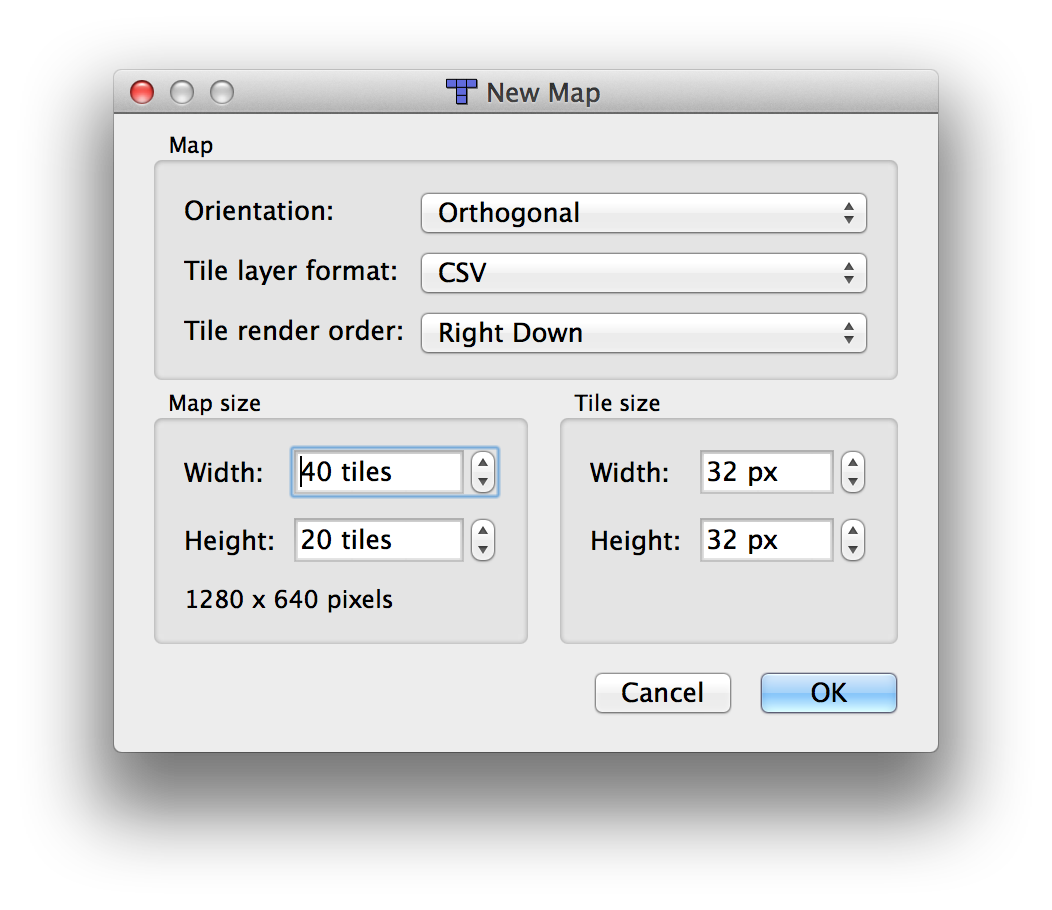 New Map
Map
Orientation: Orthogonal
Tile layer format: CSV
Tile render order: Right Down
Map size
Width: 40 tiles
Height: 20 tiles
1280 x 640 pixels
Tile size
Width: 32 px
Height: 32 px
Cancel OK